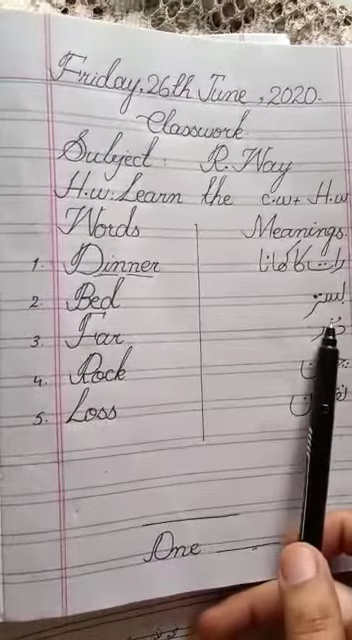 Friday, 26th June, 2020.
Classwork
Subject: R. Way
H.w: Learn the c.w + H.w
Words Meanings
1. Dinner رات کا کھانا
2. Bed بستر
3. Far
4. Rock
5. Loss
One